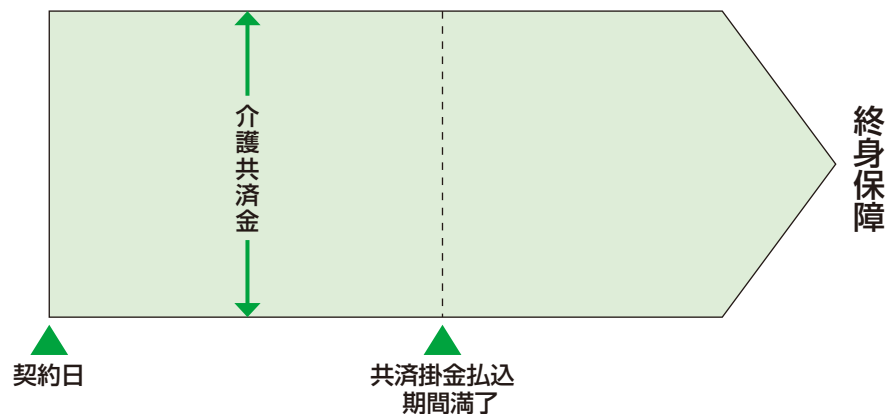 介護共済金
終身保障
契約日
共済掛金払込
期間満了